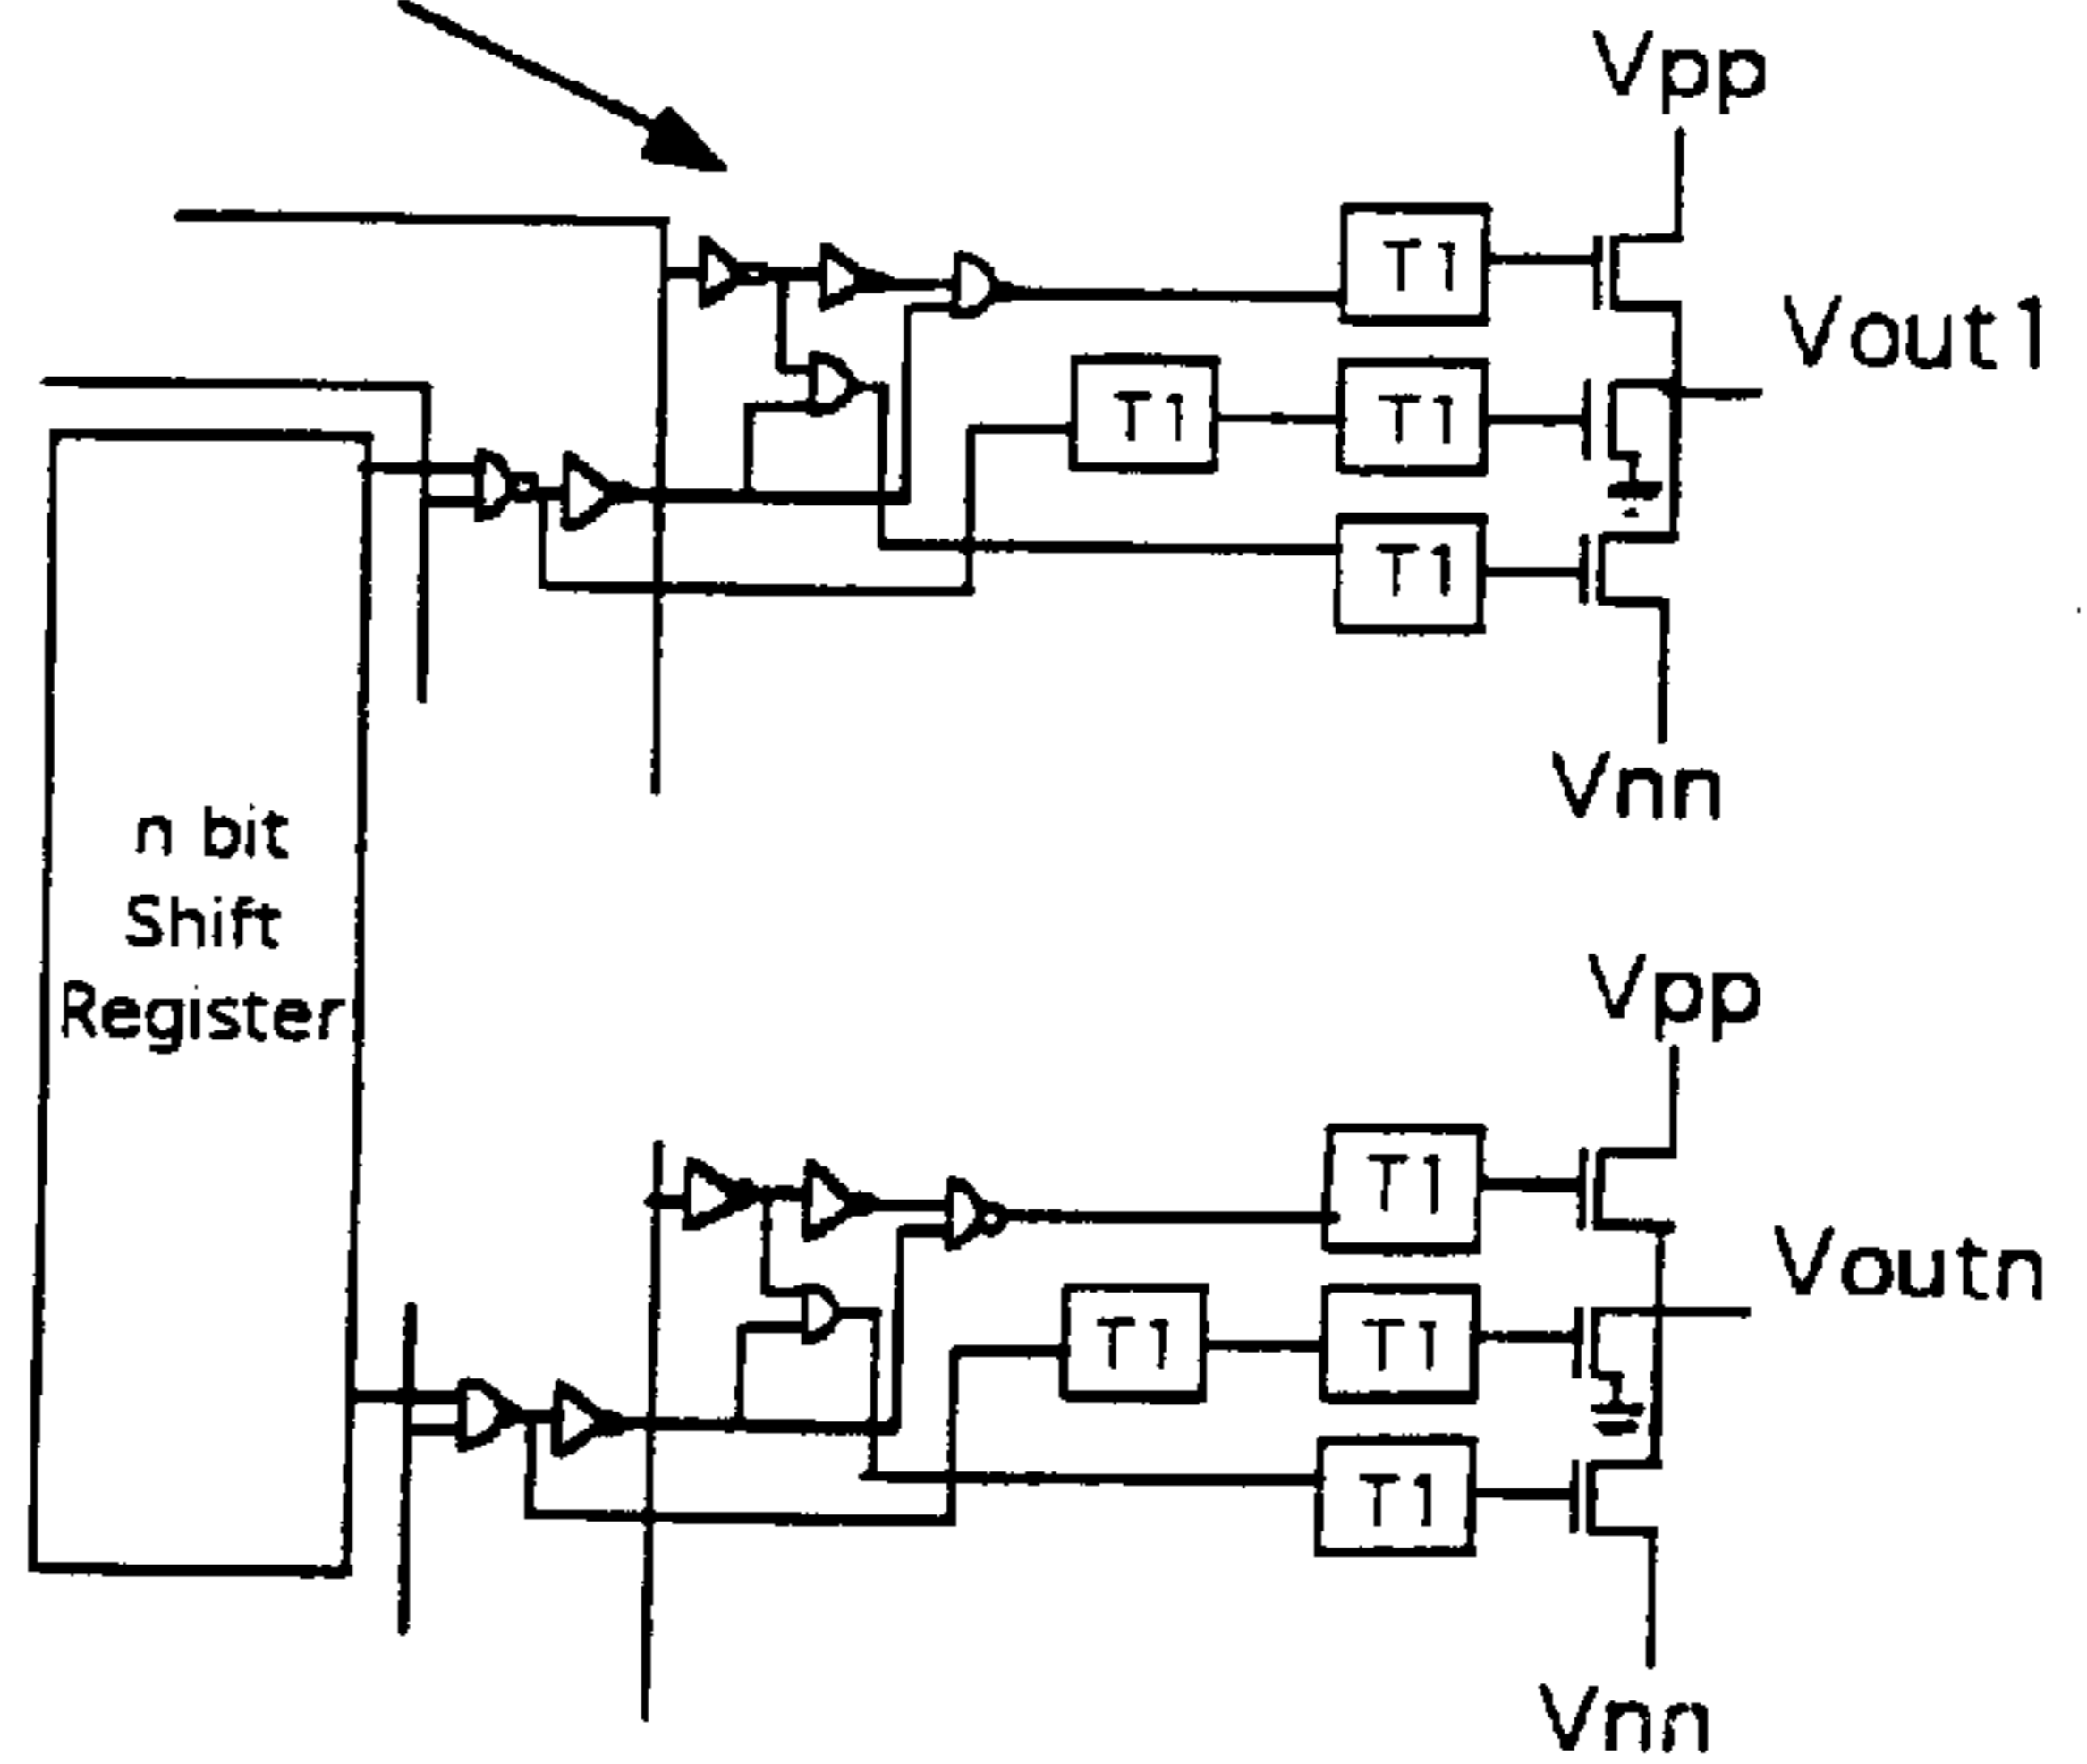 Vpp
T1
Vout1
T1 T1
T1
Vnn
n bit
Shift
Register
Vpp
T1
Voutn
T1 T1
T1
Vnn